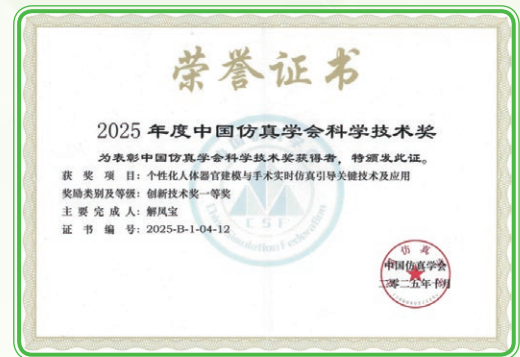 荣誉证书
2025 年度中国仿真学会科学技术奖
为表彰中国仿真学会科学技术奖获得者，特颁发此证。
获奖项目：个性化人体器官建模与手术实时仿真引导关键技术及应用
奖励类别及等级：创新技术奖一等奖
主要完成人：解凤宝
证书编号：2025-B-1-04-12
CSF
中国仿真学会
二零二五年十月